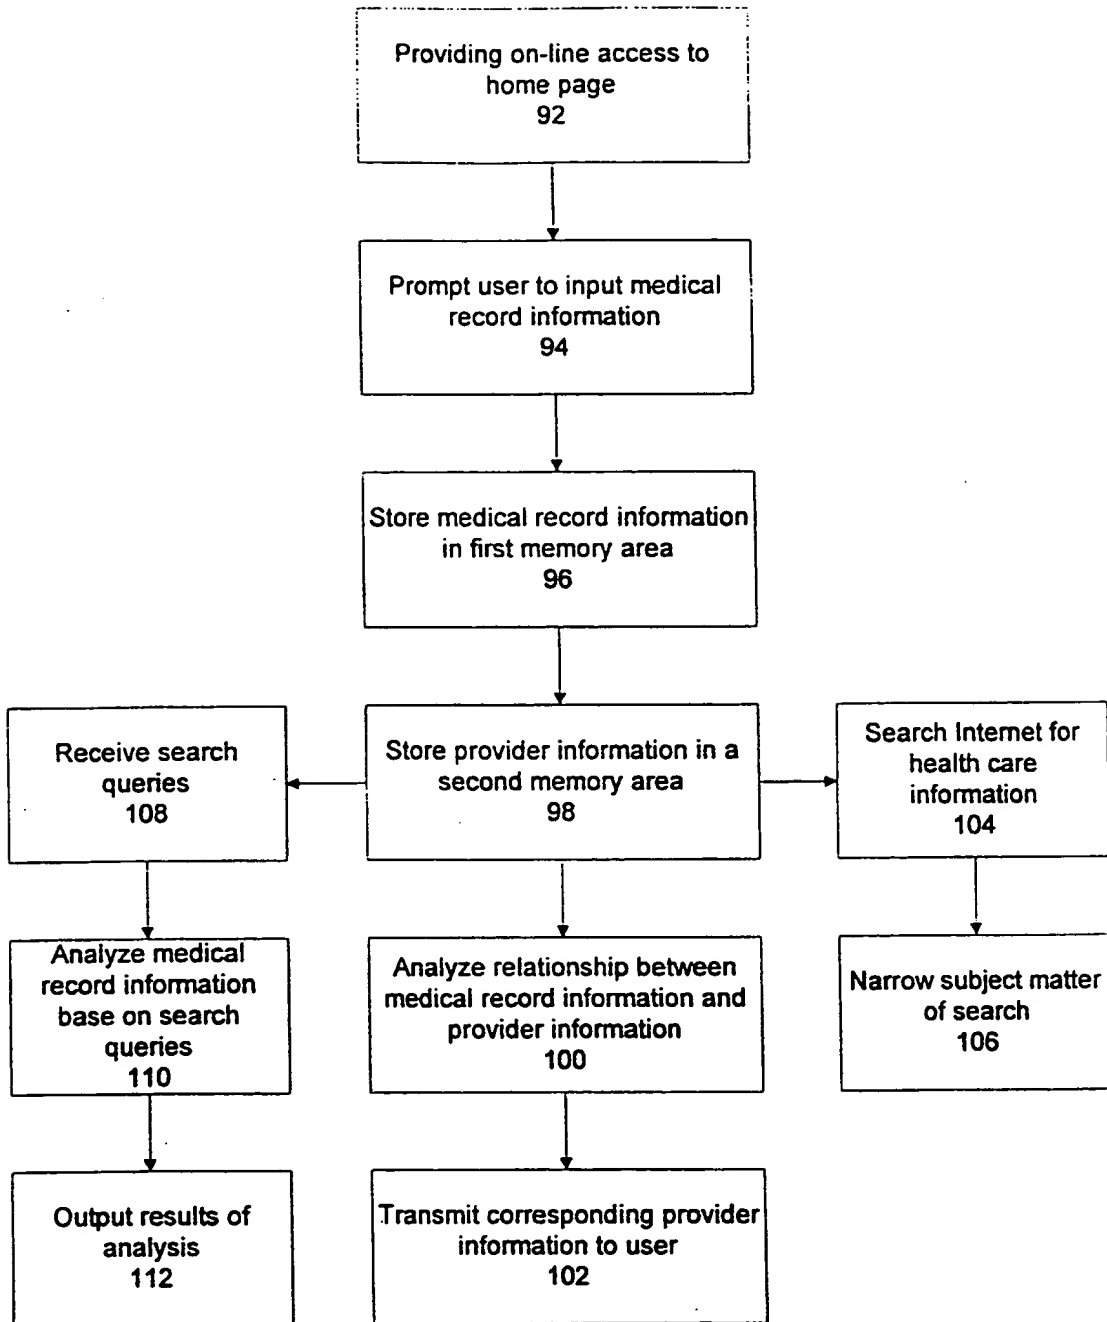 Providing on-line access to
home page
92
Prompt user to input medical
record information
94
Store medical record information
in first memory area
96
Store provider information in a
second memory area
98
Receive search
queries
108
Search Internet for
health care
information
104
Analyze medical
record information
base on search
queries
110
Analyze relationship between
medical record information and
provider information
100
Narrow subject matter
of search
106
Output results of
analysis
112
Transmit corresponding provider
information to user
102